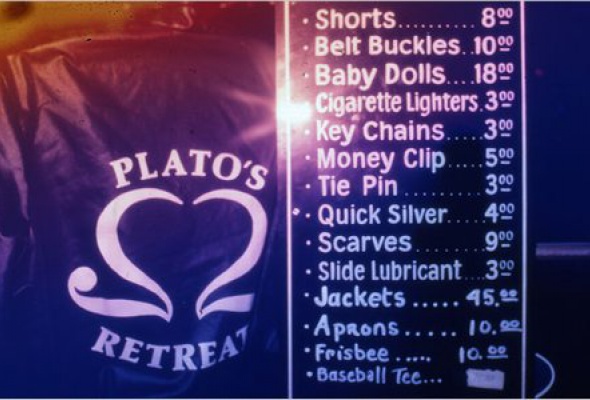 PLATO'S
RETREAT
· Shorts.......... 8.00
· Belt Buckles..10.00
· Baby Dolls...18.00
· Cigarette Lighters.3.00
· Key Chains..... 3.00
· Money Clip..... 5.00
· Tie Pin.......... 3.00
· Quick Silver..... 4.00
· Scarves......... 9.00
· Slide Lubricant...3.00
· Jackets ..... 45.00
· Aprons..... 10.00
· Frisbee ..... 10.00
· Baseball Tee...